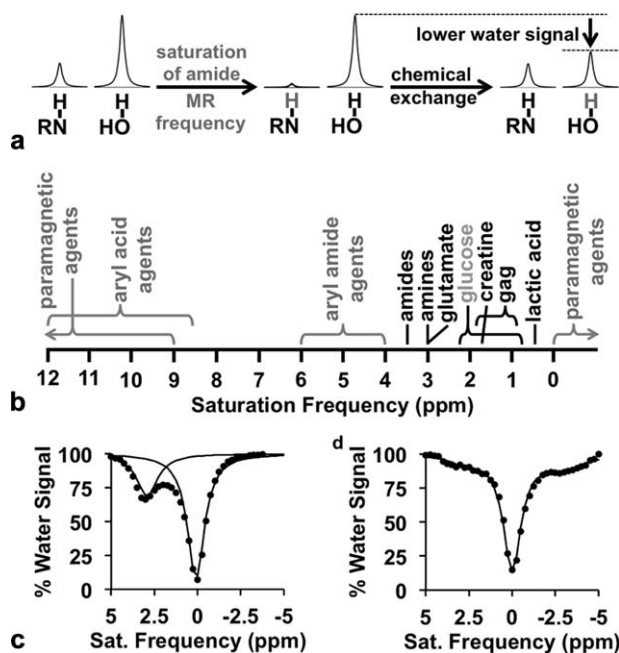 saturation
of amide
MR
frequency
chemical
exchange
lower water signal
H
RN
H
HO
H
RN
H
HO
H
RN
H
HO
a
paramagnetic
agents
aryl acid
agents
aryl amide
agents
amides
amines
glutamate
glucose
creatine
gag
lactic acid
paramagnetic
agents
12 11 10 9 8 7 6 5 4 3 2 1 0
Saturation Frequency (ppm)
b
% Water Signal
100
75
50
25
0
5 2.5 0 -2.5 -5
Sat. Frequency (ppm)
c
d
% Water Signal
100
75
50
25
0
5 2.5 0 -2.5 -5
Sat. Frequency (ppm)